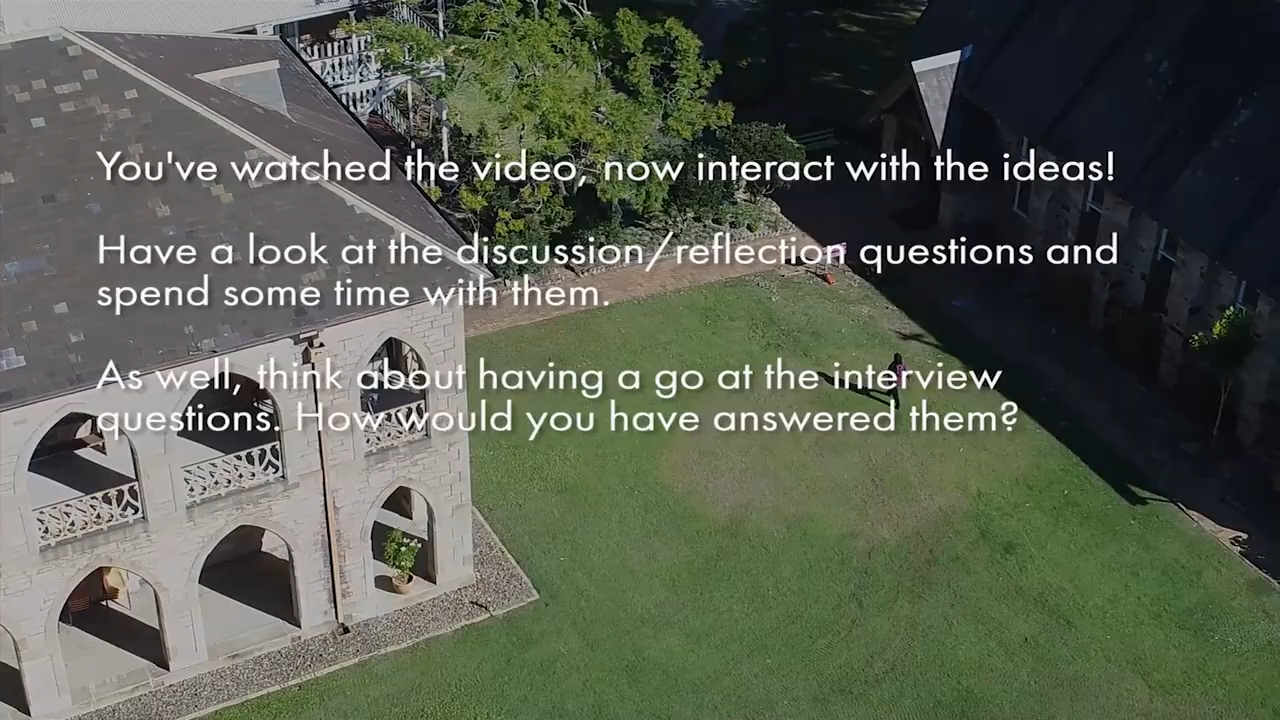 You've watched the video, now interact with the ideas!
Have a look at the discussion/reflection questions and
spend some time with them.
As well, think about having a go at the interview
questions. How would you have answered them?